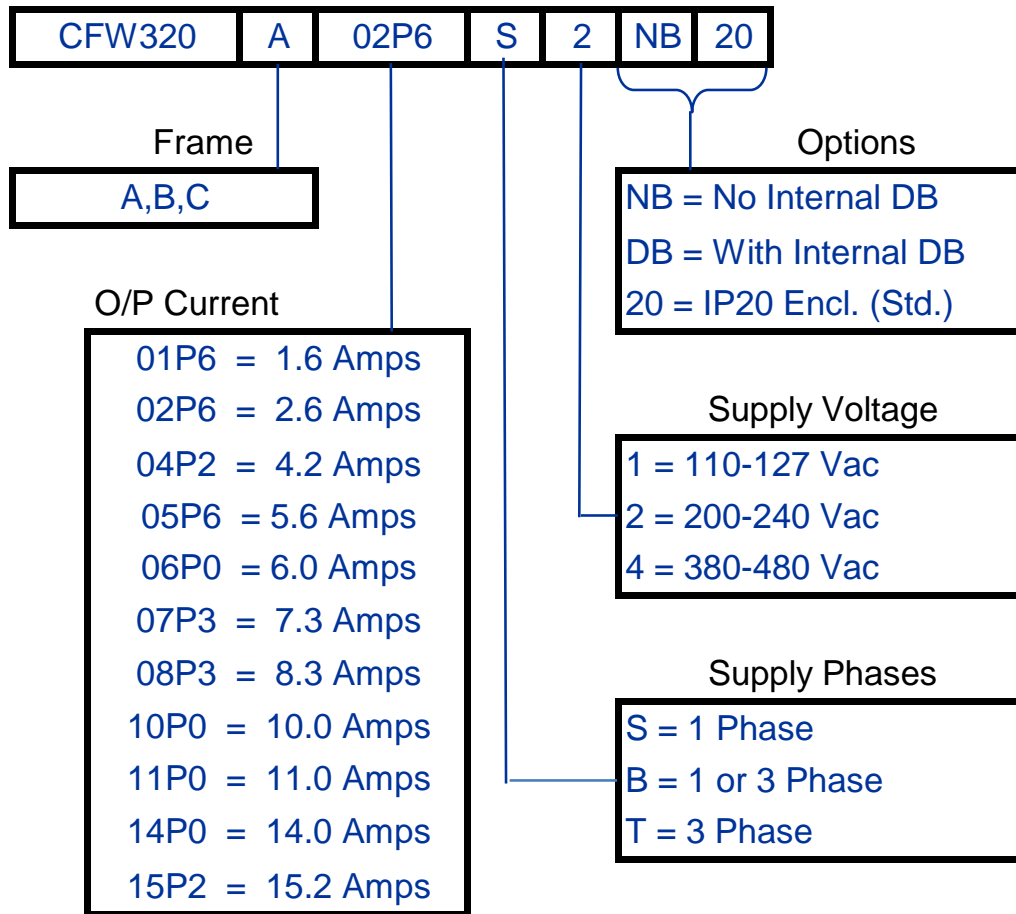 CFW320 A 02P6 S 2 NB 20
Frame
A,B,C
O/P Current
01P6 = 1.6 Amps
02P6 = 2.6 Amps
04P2 = 4.2 Amps
05P6 = 5.6 Amps
06P0 = 6.0 Amps
07P3 = 7.3 Amps
08P3 = 8.3 Amps
10P0 = 10.0 Amps
11P0 = 11.0 Amps
14P0 = 14.0 Amps
15P2 = 15.2 Amps
Options
NB = No Internal DB
DB = With Internal DB
20 = IP20 Encl. (Std.)
Supply Voltage
1 = 110-127 Vac
2 = 200-240 Vac
4 = 380-480 Vac
Supply Phases
S = 1 Phase
B = 1 or 3 Phase
T = 3 Phase